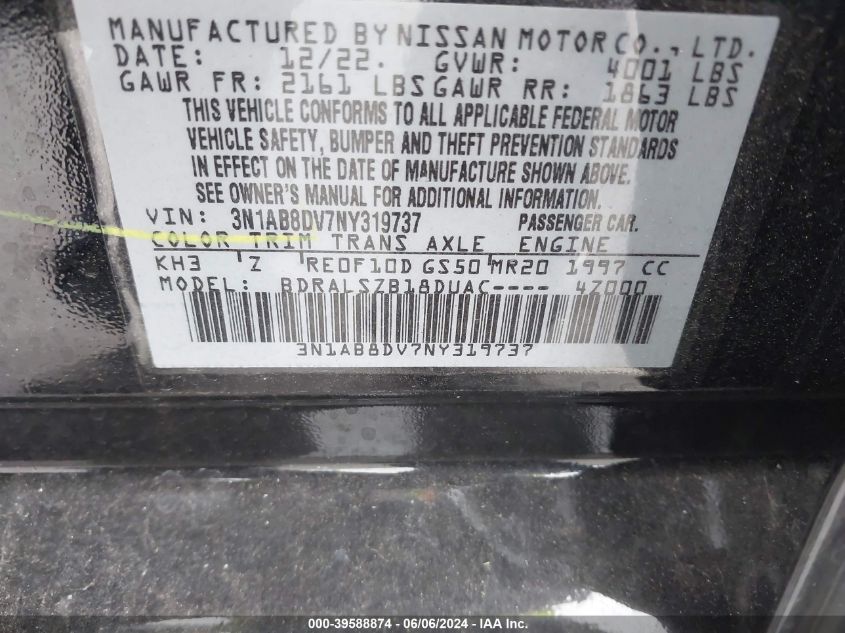 MANUFACTURED BY NISSAN MOTOR CO., LTD.
DATE: 12/22. GVWR: 4001 LBS
GAWR FR: 2161 LBS GAWR RR: 1863 LBS
THIS VEHICLE CONFORMS TO ALL APPLICABLE FEDERAL MOTOR
VEHICLE SAFETY, BUMPER AND THEFT PREVENTION STANDARDS
IN EFFECT ON THE DATE OF MANUFACTURE SHOWN ABOVE.
SEE OWNER'S MANUAL FOR ADDITIONAL INFORMATION.
VIN: 3N1AB8DV7NY319737 PASSENGER CAR.
COLOR TRIM TRANS AXLE ENGINE
KH3 Z RE0F10D GS50 MR20 1997 CC
MODEL: BDRALSZB18DUAC---- 4Z000
3N1AB8DV7NY319737
000-39588874 - 06/06/2024 - IAA Inc.